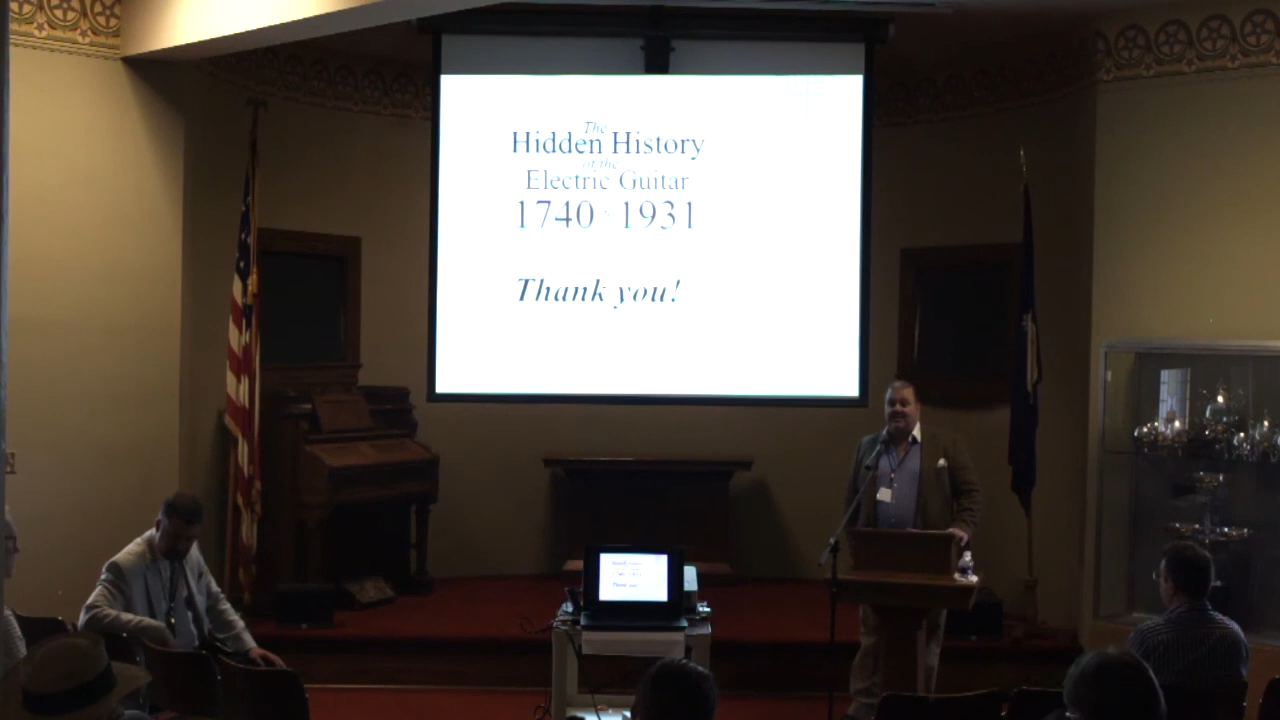 The
Hidden History
of the
Electric Guitar
1740 - 1931
Thank you!